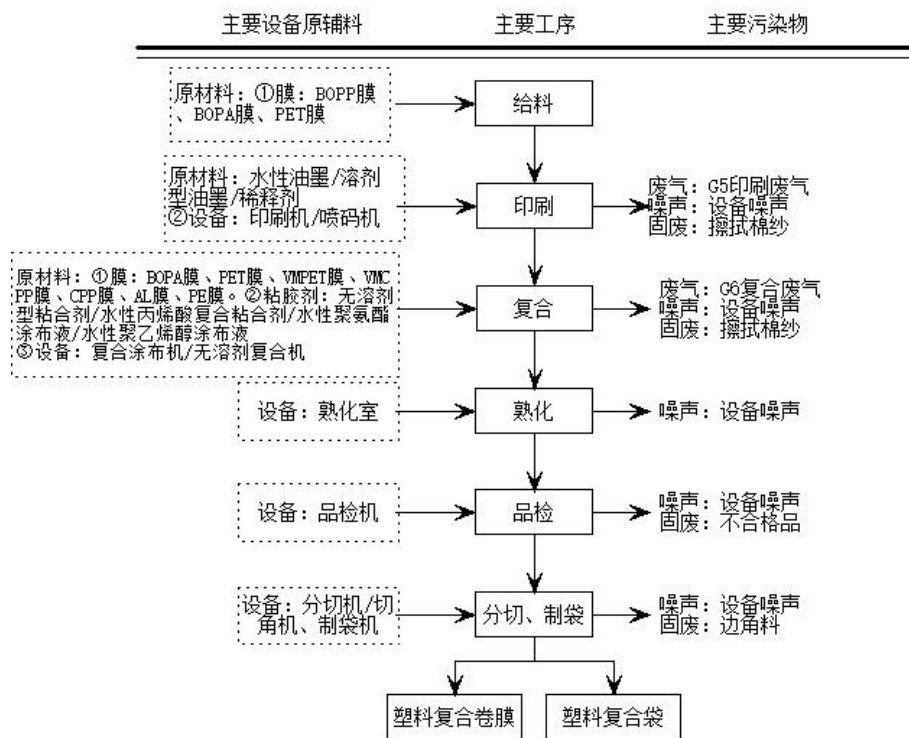 主要设备原辅料
主要工序
主要污染物
原材料：①膜：BOPP膜
、BOPA膜、PET膜
给料
原材料：水性油墨/溶剂
型油墨/稀释剂
②设备：印刷机/喷码机
印刷
废气：G5印刷废气
噪声：设备噪声
固废：擦拭棉纱
原材料：①膜：BOPA膜、PET膜、VMPET膜、VMC
PP膜、CPP膜、AL膜、PE膜。②粘胶剂：无溶剂
型粘合剂/水性丙烯酸复合粘合剂/水性聚氨酯
涂布液/水性聚乙烯醇涂布液
③设备：复合涂布机/无溶剂复合机
复合
废气：G6复合废气
噪声：设备噪声
固废：擦拭棉纱
设备：熟化室
熟化
噪声：设备噪声
设备：品检机
品检
噪声：设备噪声
固废：不合格品
设备：分切机/切
角机、制袋机
分切、制袋
噪声：设备噪声
固废：边角料
塑料复合卷膜
塑料复合袋